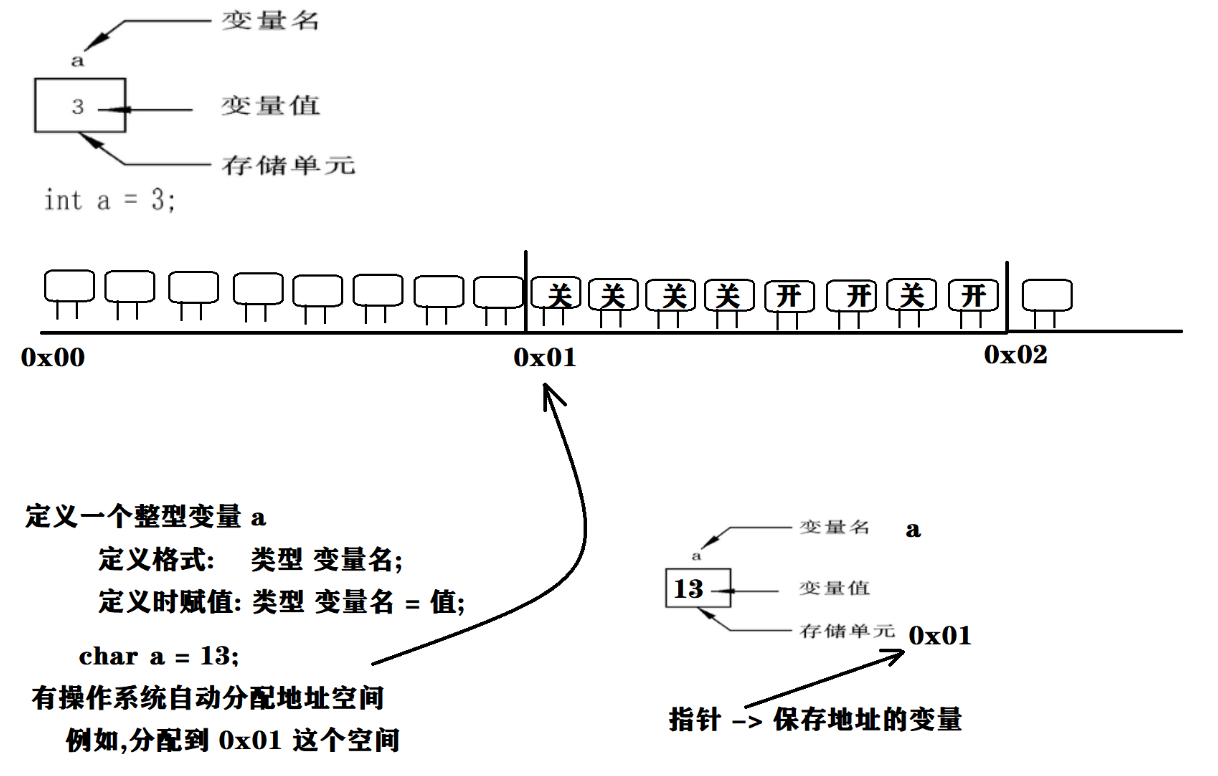 变量名
a
3
变量值
存储单元
int a = 3;
关 关 关 关 开 开 关 开
0x00 0x01 0x02
定义一个整型变量 a
定义格式: 类型 变量名;
定义时赋值: 类型 变量名 = 值;
char a = 13;
有操作系统自动分配地址空间
例如,分配到 0x01 这个空间
变量名 a
a
13 变量值
存储单元 0x01
指针 -> 保存地址的变量